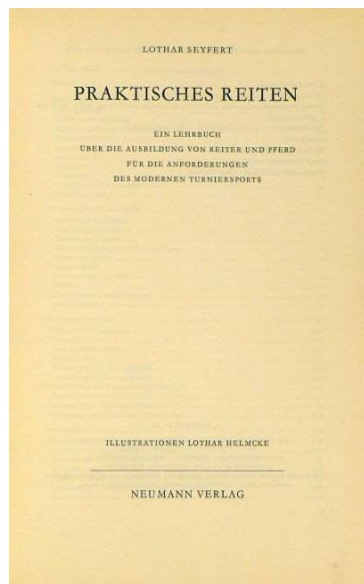 LOTHAR SEYFERT
PRAKTISCHES REITEN
EIN LEHRBUCH
ÜBER DIE AUSBILDUNG VON REITER UND PFERD
FÜR DIE ANFORDERUNGEN
DES MODERNEN TURNIERSPORTS
ILLUSTRATIONEN LOTHAR HELMCKE
NEUMANN VERLAG